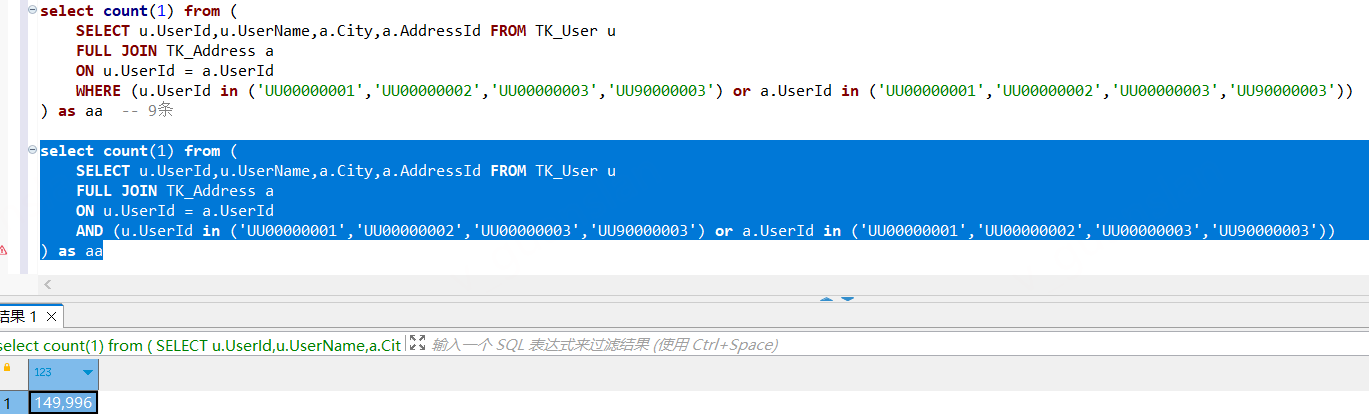 select count(1) from (
SELECT u.UserId,u.UserName,a.City,a.AddressId FROM TK_User u
FULL JOIN TK_Address a
ON u.UserId = a.UserId
WHERE (u.UserId in ('UU00000001','UU00000002','UU00000003','UU90000003') or a.UserId in ('UU00000001','UU00000002','UU00000003','UU90000003'))
) as aa -- 9条
select count(1) from (
SELECT u.UserId,u.UserName,a.City,a.AddressId FROM TK_User u
FULL JOIN TK_Address a
ON u.UserId = a.UserId
AND (u.UserId in ('UU00000001','UU00000002','UU00000003','UU90000003') or a.UserId in ('UU00000001','UU00000002','UU00000003','UU90000003'))
) as aa
结果 1
select count(1) from ( SELECT u.UserId,u.UserName,a.Cit 输入一个 SQL 表达式来过滤结果 (使用 Ctrl+Space)
123
1 149,996